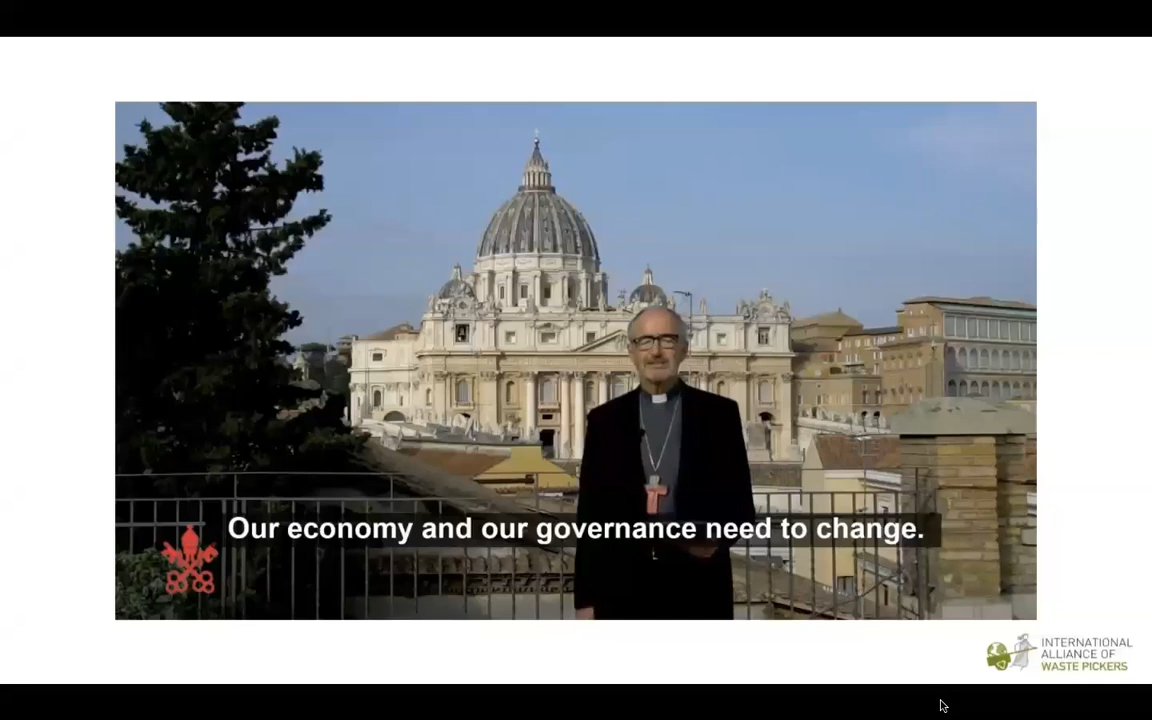 Our economy and our governance need to change.
INTERNATIONAL
ALLIANCE OF
WASTE PICKERS